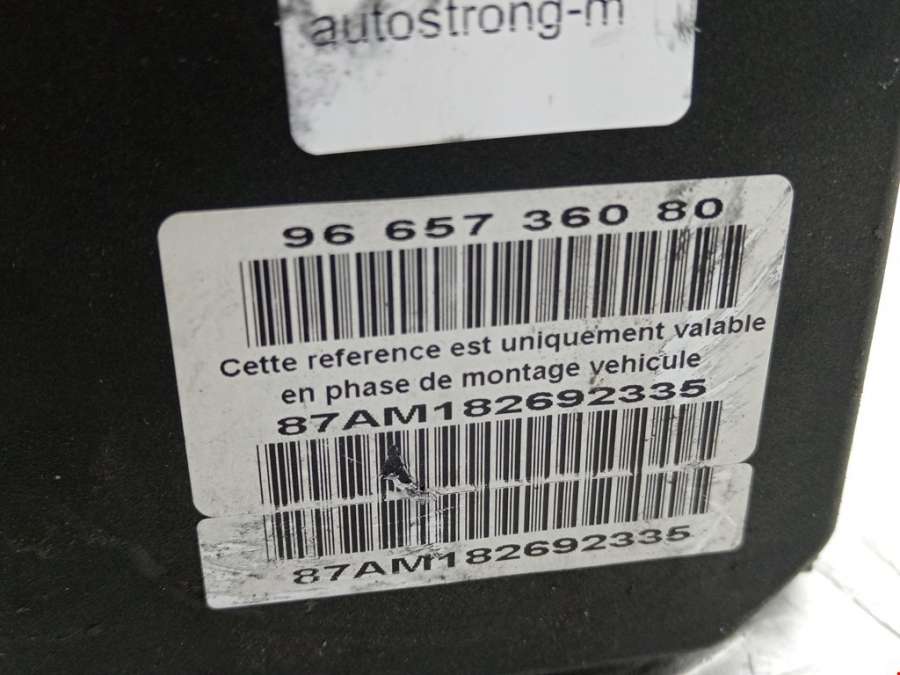 autostrong-m
96 657 360 80
Cette reference est uniquement valable
en phase de montage vehicule
87AM182692335
87AM182692335